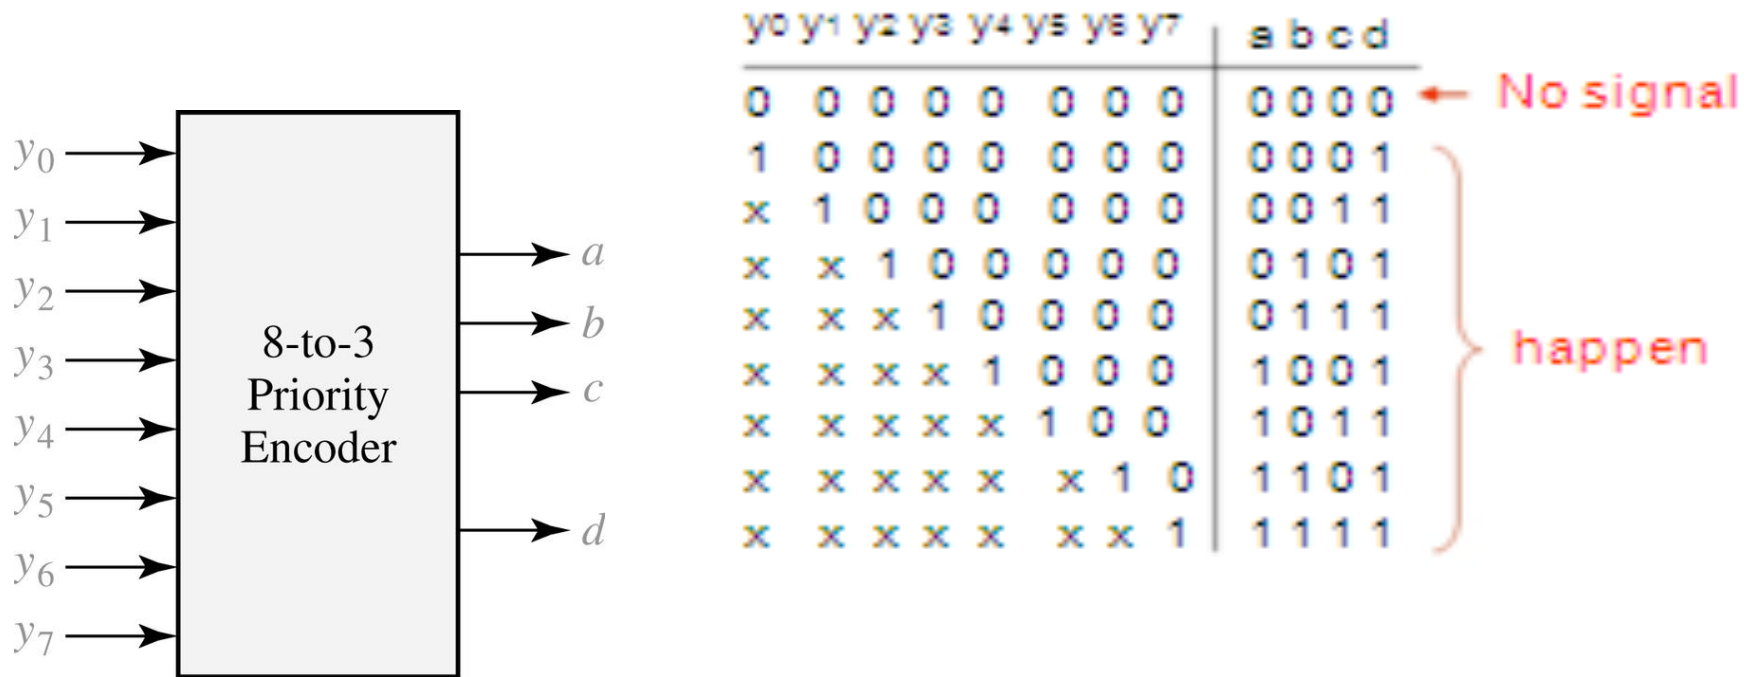 y0 y1 y2 y3 y4 y5 y6 y7 a b c d
0 0 0 0 0 0 0 0 0 0 0 0 No signal
1 0 0 0 0 0 0 0 0 0 0 1
x 1 0 0 0 0 0 0 0 0 1 1
x x 1 0 0 0 0 0 0 1 0 1
x x x 1 0 0 0 0 0 1 1 1
x x x x 1 0 0 0 1 0 0 1
x x x x x 1 0 0 1 0 1 1
x x x x x x 1 0 1 1 0 1
x x x x x x x 1 1 1 1 1
happen
y0
y1
y2
y3
y4
y5
y6
y7
8-to-3
Priority
Encoder
a
b
c
d